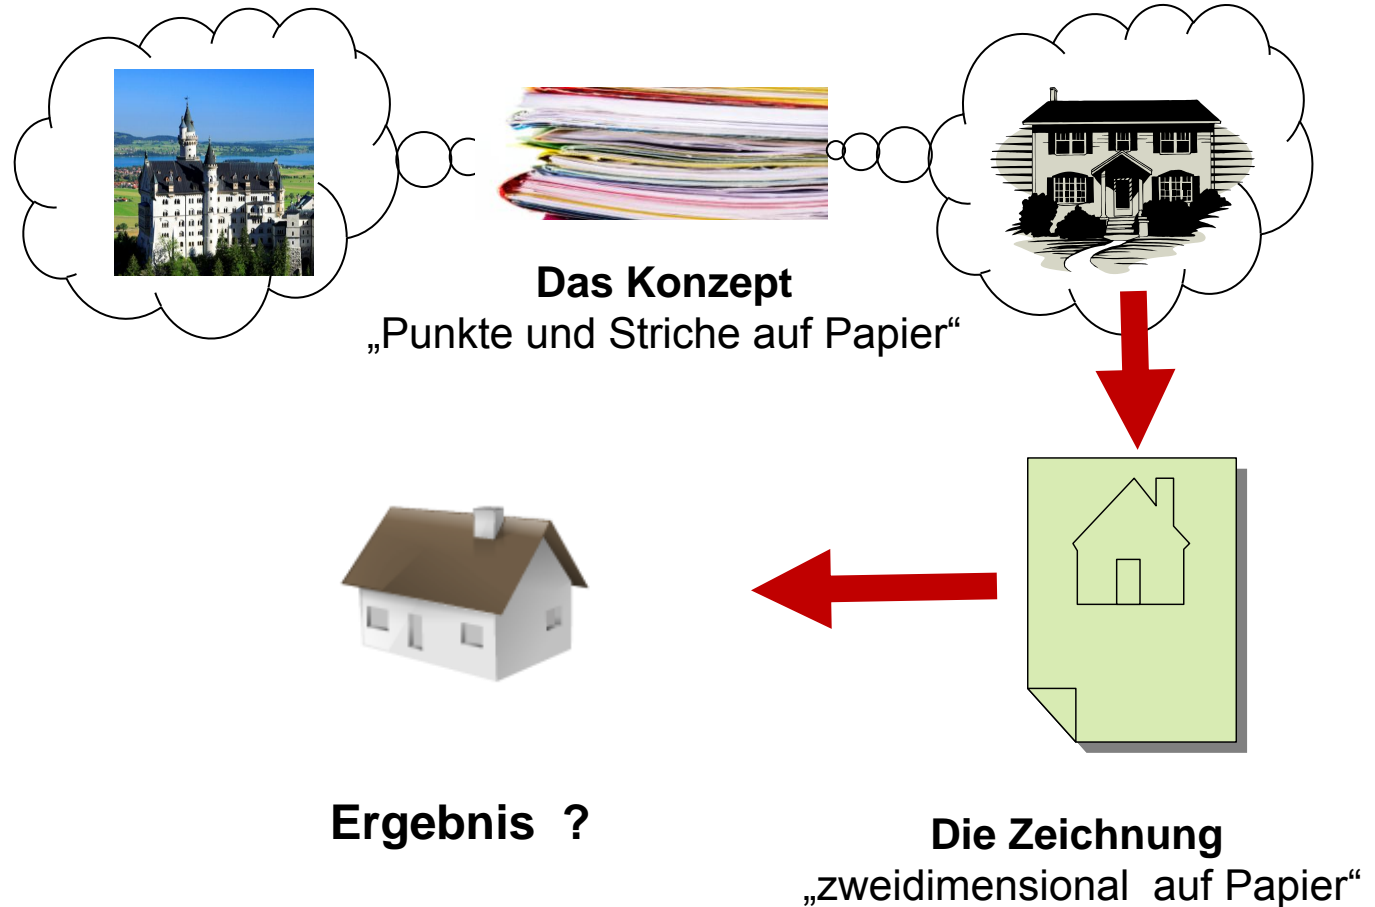 Das Konzept
„Punkte und Striche auf Papier“
Ergebnis ?
Die Zeichnung
„zweidimensional auf Papier“